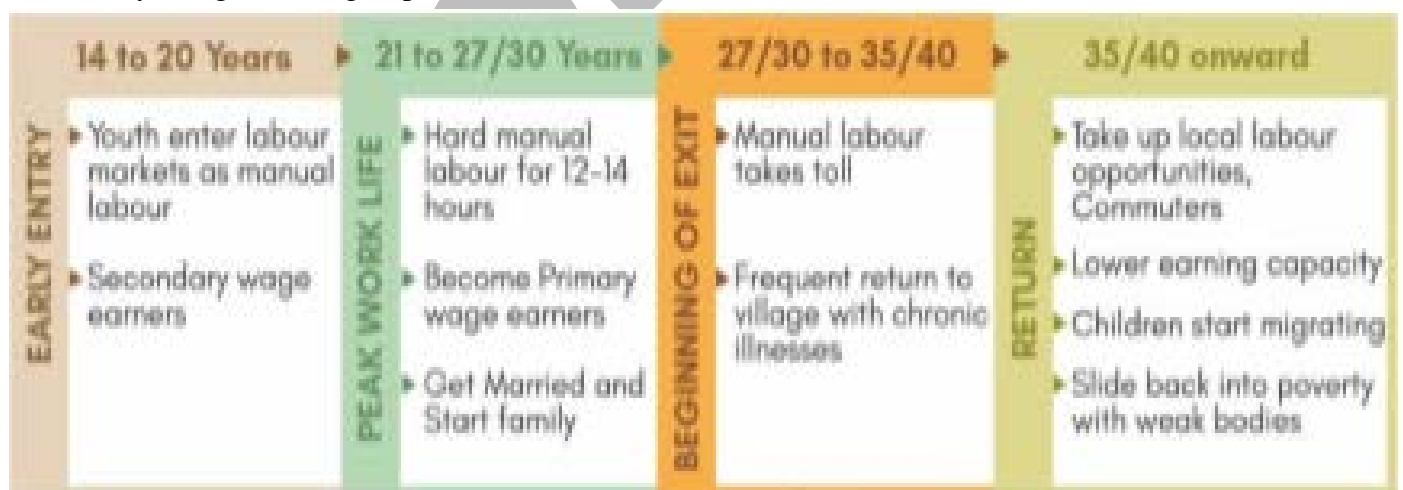 14 to 20 Years
EARLY ENTRY
Youth enter labour
markets as manual
labour
Secondary wage
earners
21 to 27/30 Years
PEAK WORK LIFE
Hard manual
labour for 12-14
hours
Become Primary
wage earners
Get Married and
Start family
27/30 to 35/40
BEGINNING OF EXIT
Manual labour
takes toll
Frequent return to
village with chronic
illnesses
35/40 onward
RETURN
Take up local labour
opportunities,
Commuters
Lower earning capacity
Children start migrating
Slide back into poverty
with weak bodies